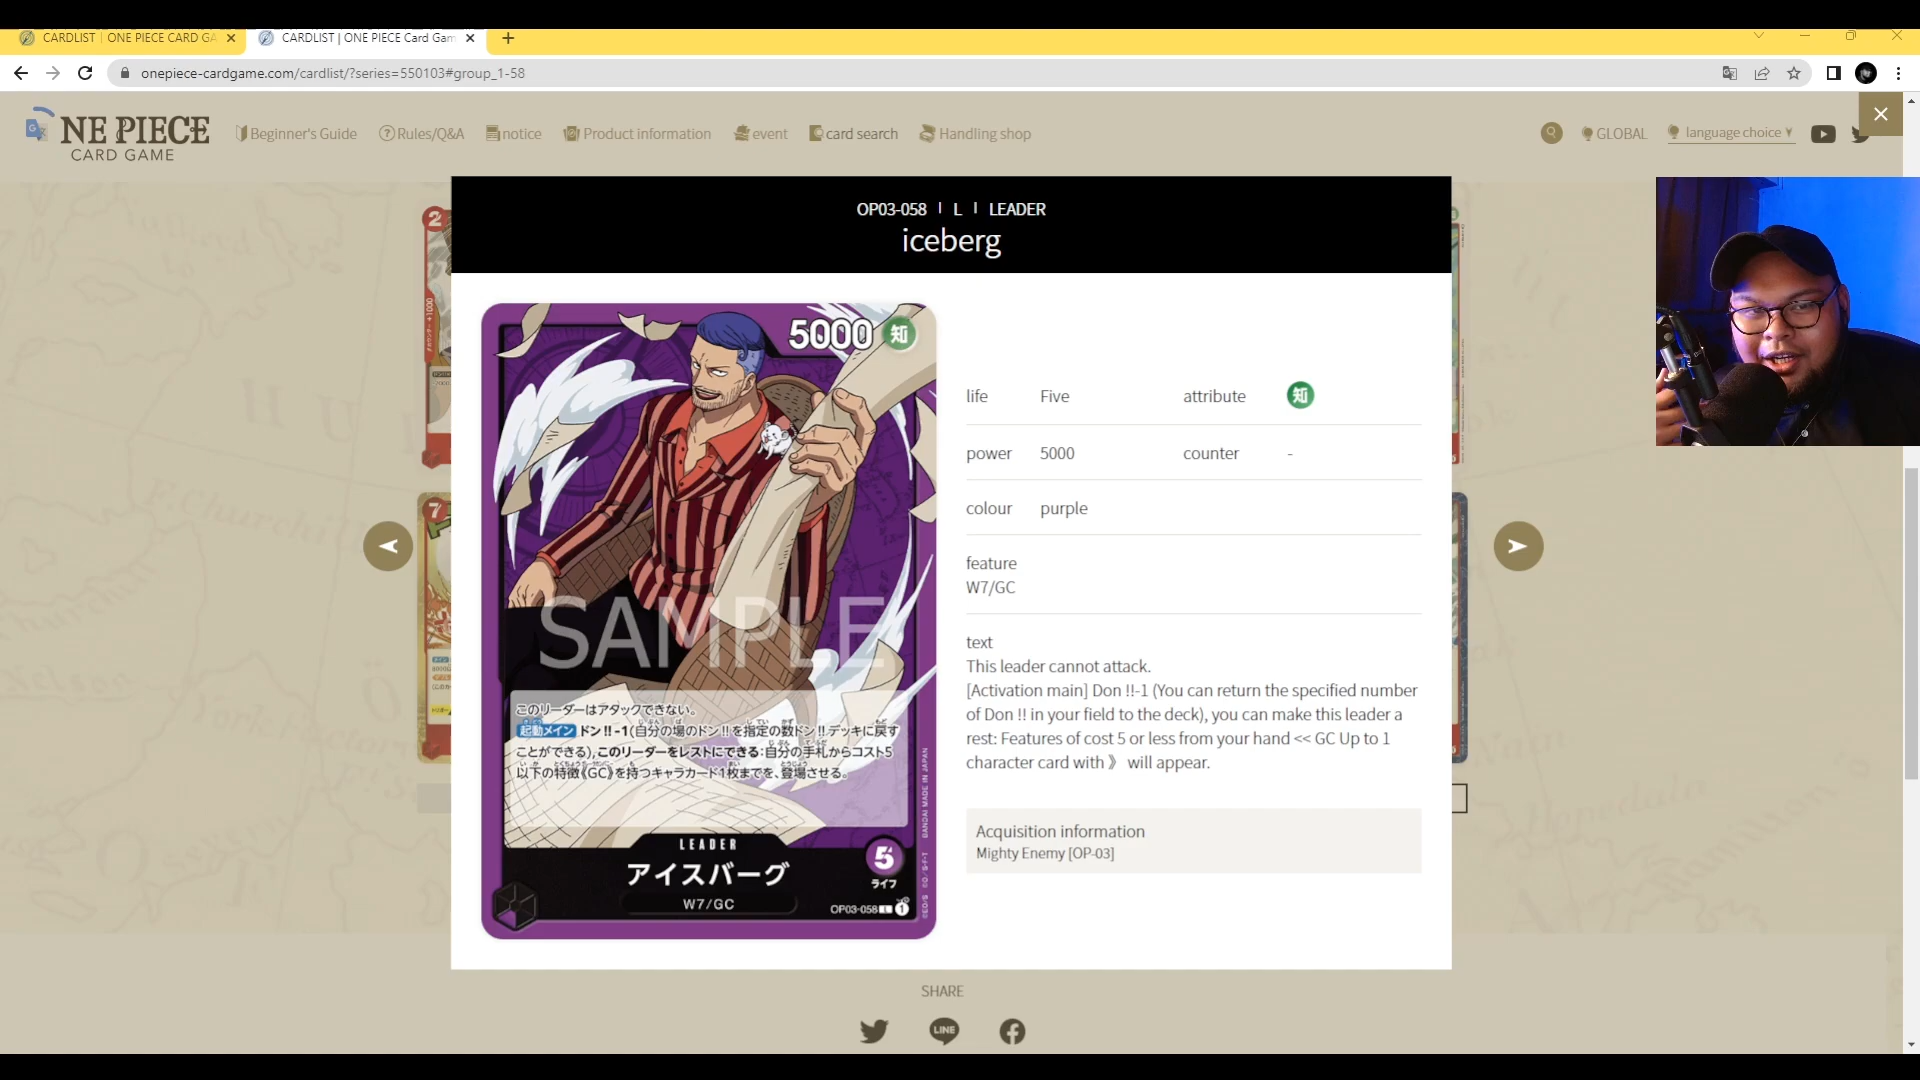 CARDLIST | ONE PIECE CARD GA
CARDLIST | ONE PIECE Card Gam
onepiece-cardgame.com/cardlist/?series=550103#group_1-58
NE PIECE
CARD GAME
Beginner's Guide
Rules/Q&A
notice
Product information
event
card search
Handling shop
GLOBAL
language choice
OP03-058 | L | LEADER
iceberg
2
7
5000 知
SAMPLE
このリーダーはアタックできない。
起動メイン ドン!!-1(自分の場のドン!!を指定の数ドン!!デッキに戻す
ことができる),このリーダーをレストにできる:自分の手札からコスト5
以下の特徴《GC》を持つキャラカード1枚までを、登場させる。
LEADER
アイスバーグ
5
ライフ
W7/GC
OP03-058 L 1
BANDAI MADE IN JAPAN
life Five attribute 知
power 5000 counter -
colour purple
feature
W7/GC
text
This leader cannot attack.
[Activation main] Don !!-1 (You can return the specified number
of Don !! in your field to the deck), you can make this leader a
rest: Features of cost 5 or less from your hand << GC Up to 1
character card with 》 will appear.
Acquisition information
Mighty Enemy [OP-03]
SHARE
LINE